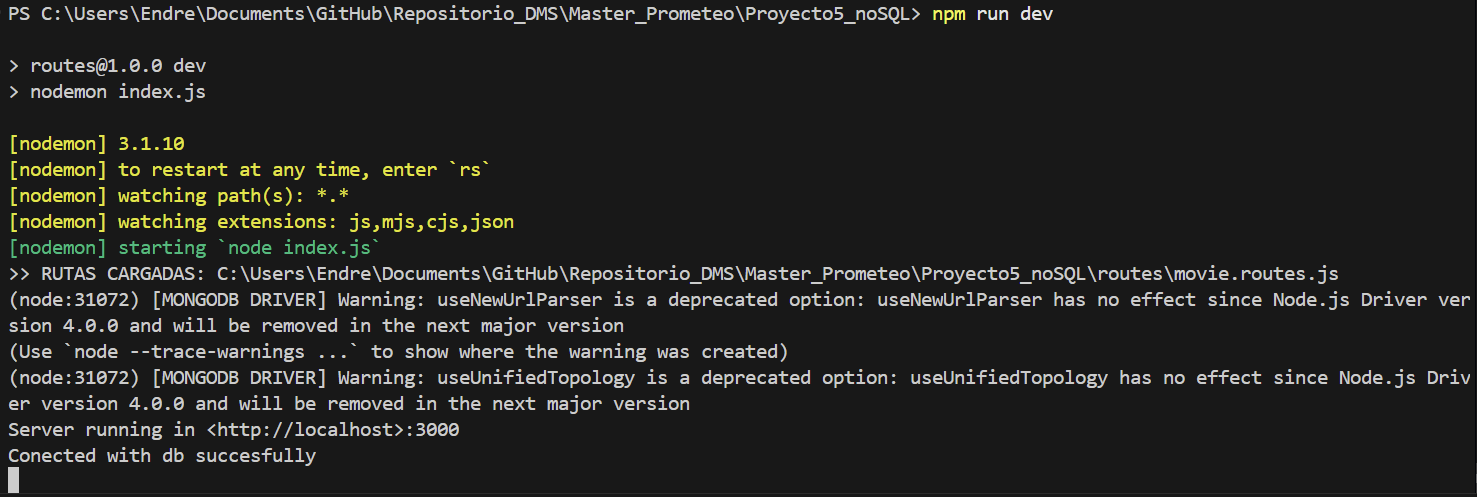 PS C:\Users\Endre\Documents\GitHub\Repositorio_DMS\Master_Prometeo\Proyecto5_noSQL> npm run dev
> routes@1.0.0 dev
> nodemon index.js
[nodemon] 3.1.10
[nodemon] to restart at any time, enter `rs`
[nodemon] watching path(s): *.*
[nodemon] watching extensions: js,mjs,cjs,json
[nodemon] starting `node index.js`
>> RUTAS CARGADAS: C:\Users\Endre\Documents\GitHub\Repositorio_DMS\Master_Prometeo\Proyecto5_noSQL\routes\movie.routes.js
(node:31072) [MONGODB DRIVER] Warning: useNewUrlParser is a deprecated option: useNewUrlParser has no effect since Node.js Driver ver
sion 4.0.0 and will be removed in the next major version
(Use `node --trace-warnings ...` to show where the warning was created)
(node:31072) [MONGODB DRIVER] Warning: useUnifiedTopology is a deprecated option: useUnifiedTopology has no effect since Node.js Driv
er version 4.0.0 and will be removed in the next major version
Server running in <http://localhost>:3000
Conected with db succesfully